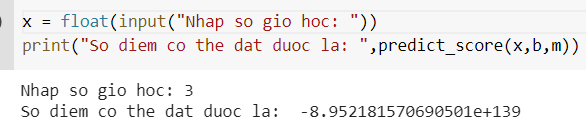 x = float(input("Nhap so gio hoc: "))
print("So diem co the dat duoc la: ",predict_score(x,b,m))
Nhap so gio hoc: 3
So diem co the dat duoc la:  -8.952181570690501e+139